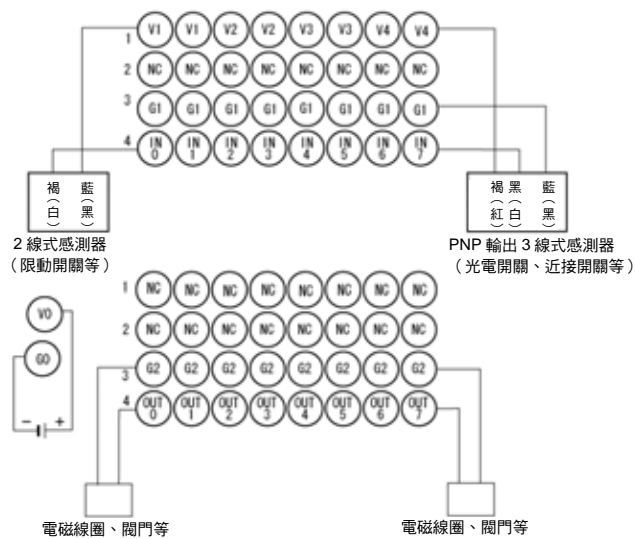 1 V1 V1 V2 V2 V3 V3 V4 V4
2 NC NC NC NC NC NC NC NC
3 G1 G1 G1 G1 G1 G1 G1 G1
4 IN 0 IN 1 IN 2 IN 3 IN 4 IN 5 IN 6 IN 7
褐（白） 藍（黑）
褐（紅） 黑（白） 藍（黑）
2 線式感測器
（限動開關等）
PNP 輸出 3 線式感測器
（光電開關、近接開關等）
1 NC NC NC NC NC NC NC NC
2 NC NC NC NC NC NC NC NC
3 G2 G2 G2 G2 G2 G2 G2 G2
4 OUT 0 OUT 1 OUT 2 OUT 3 OUT 4 OUT 5 OUT 6 OUT 7
V0
G0
− +
電磁線圈、閥門等
電磁線圈、閥門等